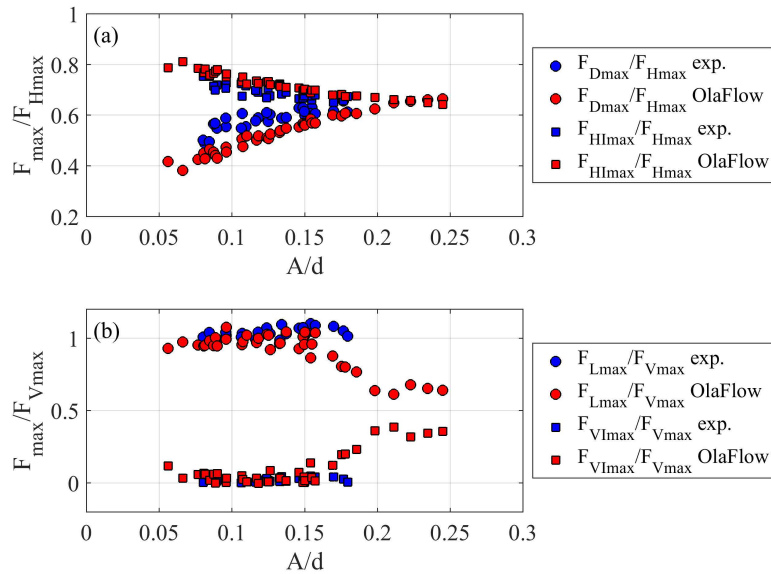 1
0.8
0.6
0.4
0.2
F_max/F_Hmax
(a)
0 0.05 0.1 0.15 0.2 0.25 0.3
A/d
F_Dmax/F_Hmax exp.
F_Dmax/F_Hmax OlaFlow
F_HImax/F_Hmax exp.
F_HImax/F_Hmax OlaFlow
1
0.5
0
F_max/F_Vmax
(b)
0 0.05 0.1 0.15 0.2 0.25 0.3
A/d
F_Lmax/F_Vmax exp.
F_Lmax/F_Vmax OlaFlow
F_VImax/F_Vmax exp.
F_VImax/F_Vmax OlaFlow